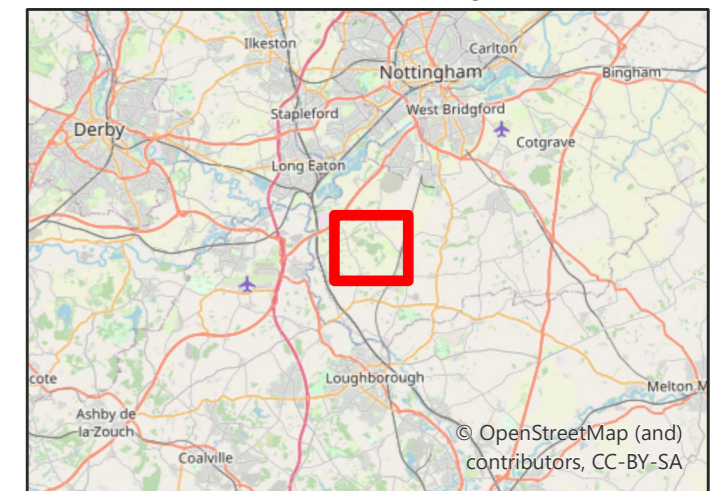 Ilkeston
Carlton
Nottingham
Bingham
Stapleford
West Bridgford
Derby
Cotgrave
Long Eaton
Loughborough
cote
Melton M
Ashby de
-la-Zouch
Coalville
© OpenStreetMap (and)
contributors, CC-BY-SA